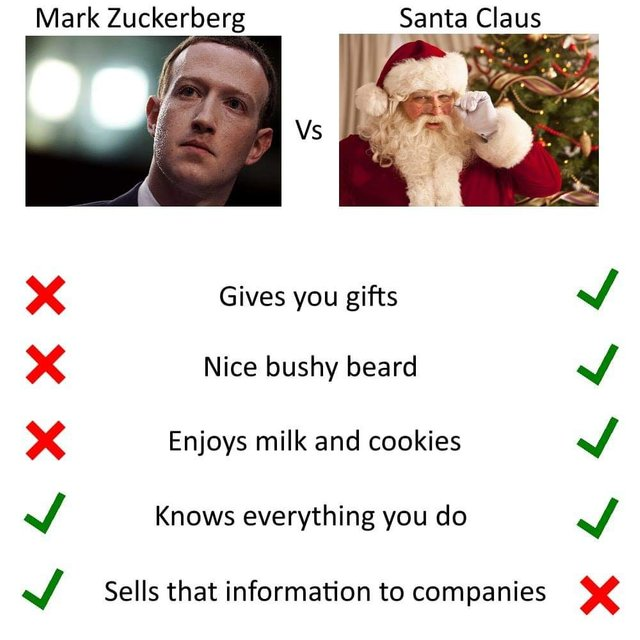 Mark Zuckerberg
Santa Claus
Vs
Gives you gifts
Nice bushy beard
Enjoys milk and cookies
Knows everything you do
Sells that information to companies